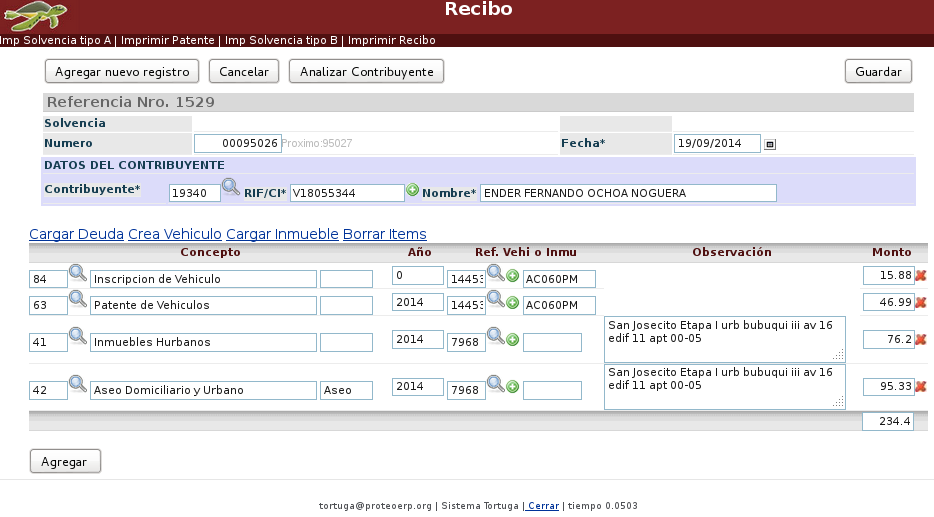 Recibo
Imp Solvencia tipo A | Imprimir Patente | Imp Solvencia tipo B | Imprimir Recibo
Agregar nuevo registro Cancelar Analizar Contribuyente Guardar
Referencia Nro. 1529
Solvencia
Numero 00095026 Proximo:95027 Fecha* 19/09/2014
DATOS DEL CONTRIBUYENTE
Contribuyente* 19340 RIF/CI* V18055344 Nombre* ENDER FERNANDO OCHOA NOGUERA
Cargar Deuda Crea Vehiculo Cargar Inmueble Borrar Items
Concepto Año Ref. Vehi o Inmu Observación Monto
84 Inscripcion de Vehiculo 0 14453 AC060PM 15.88
63 Patente de Vehiculos 2014 14453 AC060PM 46.99
41 Inmuebles Hurbanos 2014 7968 San Josecito Etapa I urb bubuqui iii av 16 76.2
edif 11 apt 00-05
42 Aseo Domiciliario y Urbano Aseo 2014 7968 San Josecito Etapa I urb bubuqui iii av 16 95.33
edif 11 apt 00-05
234.4
Agregar
tortuga@proteoerp.org | Sistema Tortuga | Cerrar | tiempo 0.0503